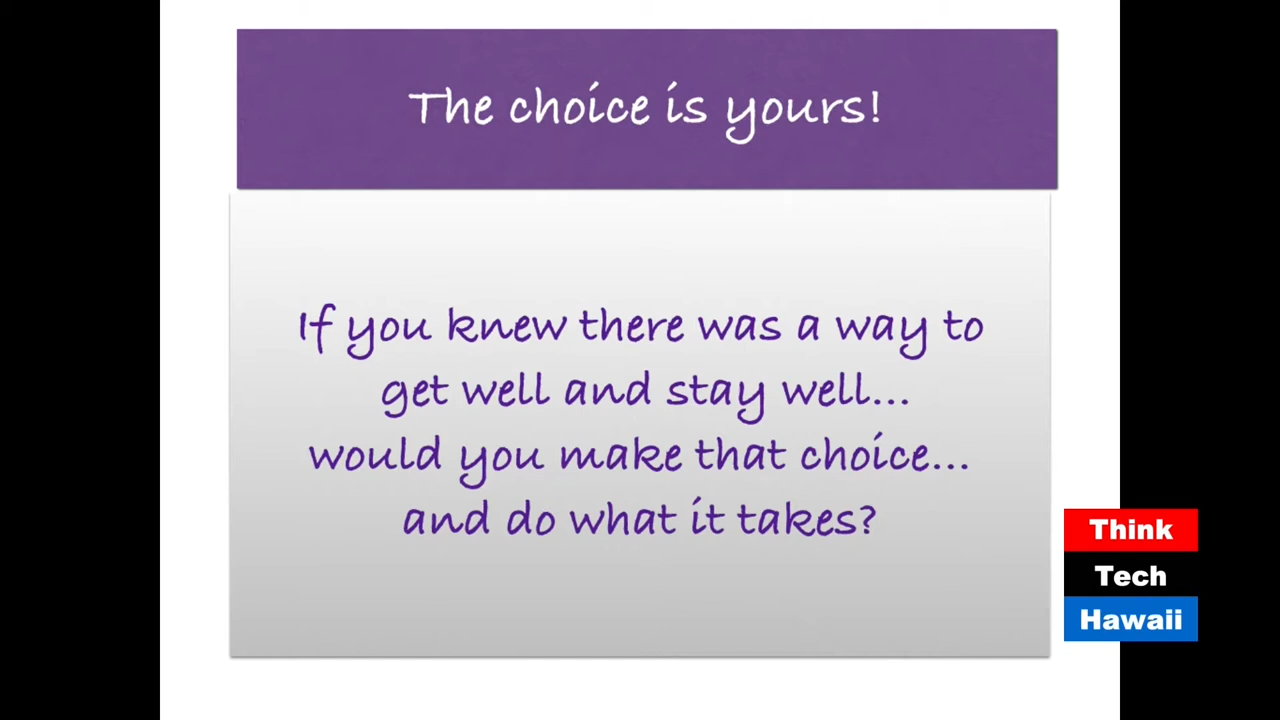 The choice is yours!
If you knew there was a way to
get well and stay well...
would you make that choice...
and do what it takes?
Think
Tech
Hawaii